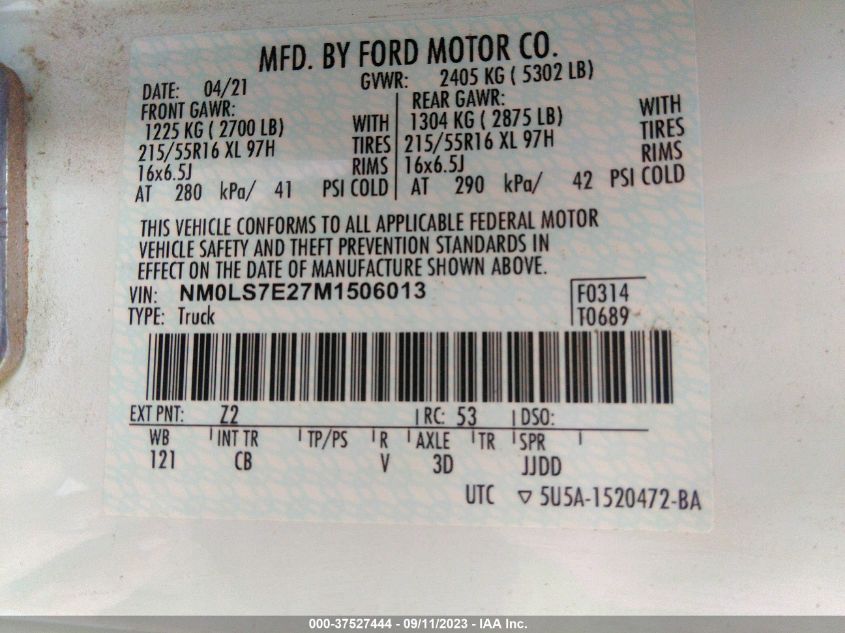 MFD. BY FORD MOTOR CO.
DATE: 04/21 GVWR: 2405 KG ( 5302 LB)
FRONT GAWR: REAR GAWR:
1225 KG ( 2700 LB) WITH 1304 KG ( 2875 LB) WITH
215/55R16 XL 97H TIRES 215/55R16 XL 97H TIRES
16x6.5J RIMS 16x6.5J RIMS
AT 280 kPa/ 41 PSI COLD AT 290 kPa/ 42 PSI COLD
THIS VEHICLE CONFORMS TO ALL APPLICABLE FEDERAL MOTOR
VEHICLE SAFETY AND THEFT PREVENTION STANDARDS IN
EFFECT ON THE DATE OF MANUFACTURE SHOWN ABOVE.
VIN: NM0LS7E27M1506013 F0314
TYPE: Truck T0689
EXT PNT: Z2 RC: 53 DSO:
WB INT TR TP/PS R AXLE TR SPR
121 CB V 3D JJDD
UTC ▽ 5U5A-1520472-BA
000-37527444 - 09/11/2023 - IAA Inc.